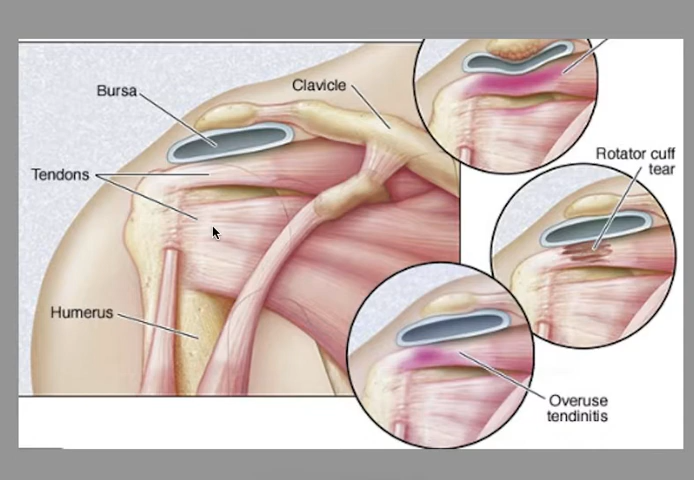 Bursa
Clavicle
Tendons
Humerus
Rotator cuff
tear
Overuse
tendinitis